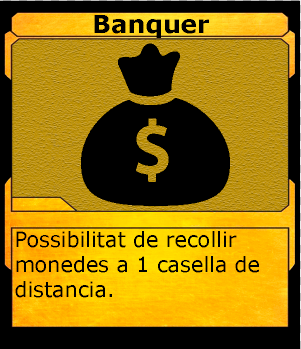 Banquer
$
Possibilitat de recollir
monedes a 1 casella de
distancia.